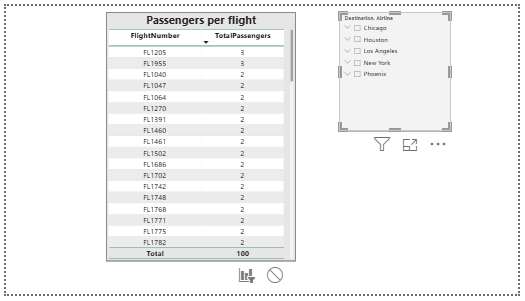 Passengers per flight
FlightNumber TotalPassengers
FL1205 3
FL1955 3
FL1040 2
FL1047 2
FL1064 2
FL1270 2
FL1391 2
FL1460 2
FL1461 2
FL1502 2
FL1686 2
FL1702 2
FL1742 2
FL1748 2
FL1768 2
FL1771 2
FL1775 2
FL1782 2
Total 100
Destination, Airline
Chicago
Houston
Los Angeles
New York
Phoenix